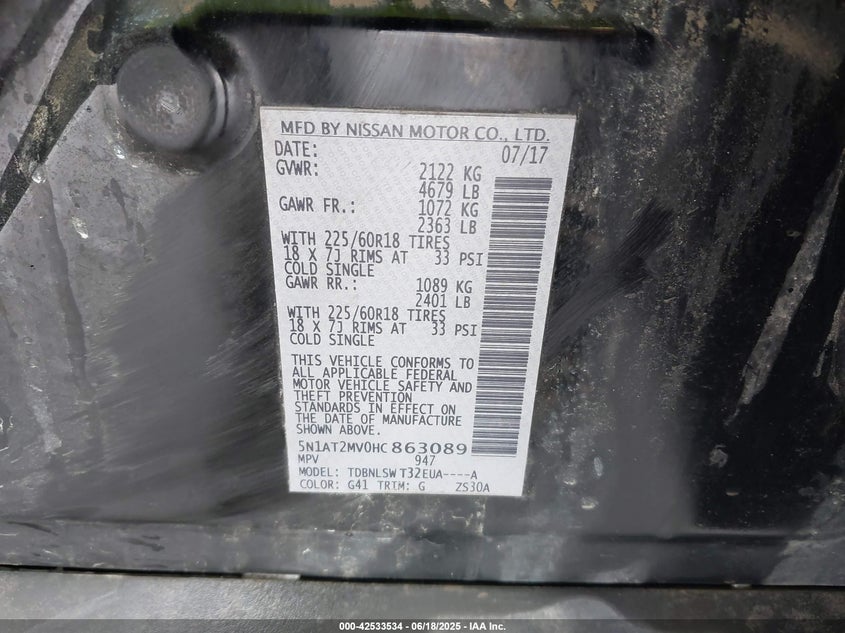 MFD BY NISSAN MOTOR CO., LTD.
DATE: 07/17
GVWR: 2122 KG
4679 LB
GAWR FR.: 1072 KG
2363 LB
WITH 225/60R18 TIRES
18 X 7J RIMS AT 33 PSI
COLD SINGLE
GAWR RR.: 1089 KG
2401 LB
WITH 225/60R18 TIRES
18 X 7J RIMS AT 33 PSI
COLD SINGLE
THIS VEHICLE CONFORMS TO
ALL APPLICABLE FEDERAL
MOTOR VEHICLE SAFETY AND
THEFT PREVENTION
STANDARDS IN EFFECT ON
THE DATE OF MANUFACTURE
SHOWN ABOVE.
5N1AT2MV0HC863089
MPV 947
MODEL: TDBNLSW T32EUA----A
COLOR: G41 TRIM: G ZS30A
000-42533534 - 06/18/2025 - IAA Inc.